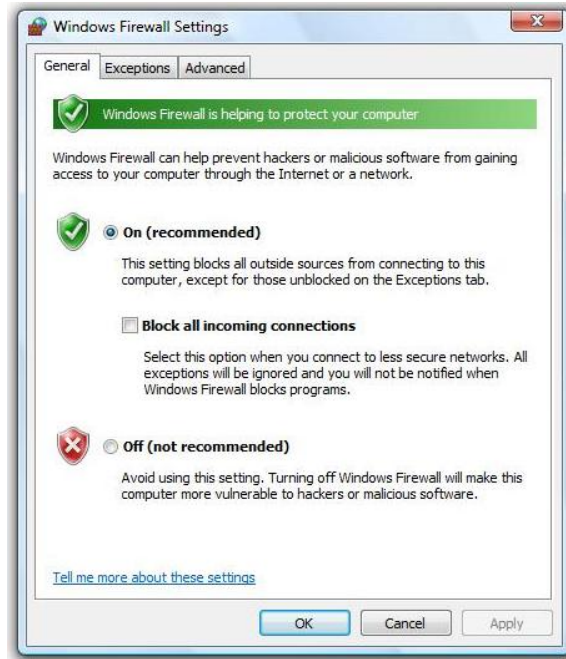 Windows Firewall Settings
General Exceptions Advanced
Windows Firewall is helping to protect your computer
Windows Firewall can help prevent hackers or malicious software from gaining
access to your computer through the Internet or a network.
On (recommended)
This setting blocks all outside sources from connecting to this
computer, except for those unblocked on the Exceptions tab.
Block all incoming connections
Select this option when you connect to less secure networks. All
exceptions will be ignored and you will not be notified when
Windows Firewall blocks programs.
Off (not recommended)
Avoid using this setting. Turning off Windows Firewall will make this
computer more vulnerable to hackers or malicious software.
Tell me more about these settings
OK Cancel Apply